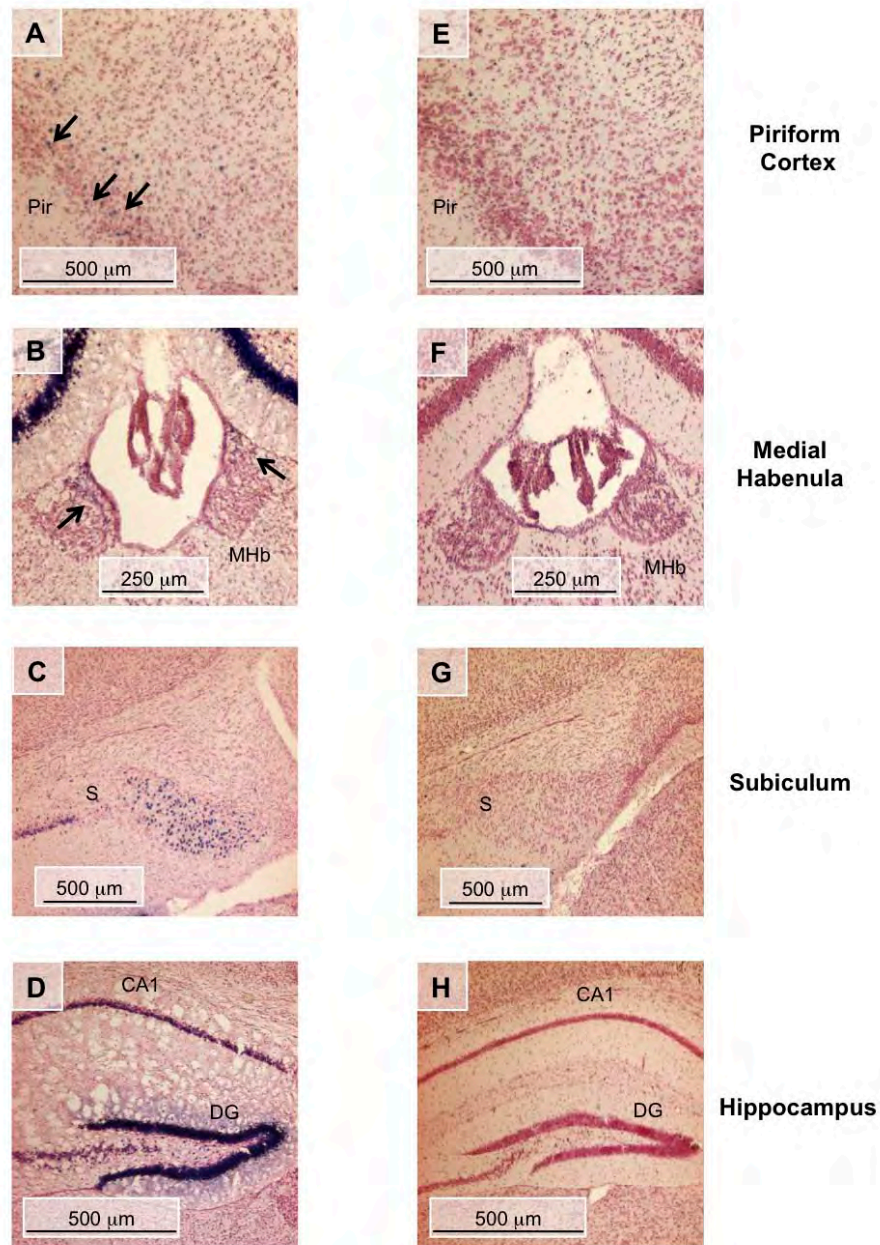 A
E
Pir
Pir
500 μm
500 μm
Piriform
Cortex
B
F
MHb
MHb
250 μm
250 μm
Medial
Habenula
C
G
S
S
500 μm
500 μm
Subiculum
D
H
CA1
CA1
DG
DG
500 μm
500 μm
Hippocampus